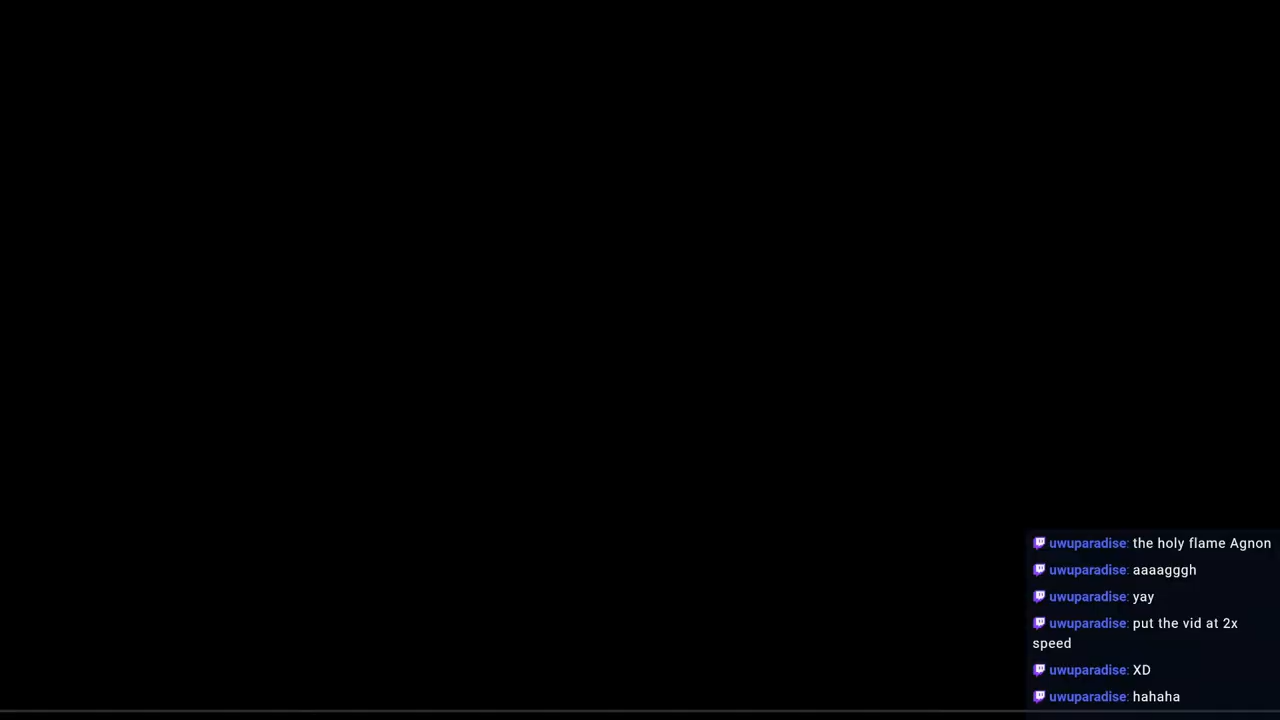 uwuparadise: the holy flame Agnon
uwuparadise: aaaagggh
uwuparadise: yay
uwuparadise: put the vid at 2x
speed
uwuparadise: XD
uwuparadise: hahaha